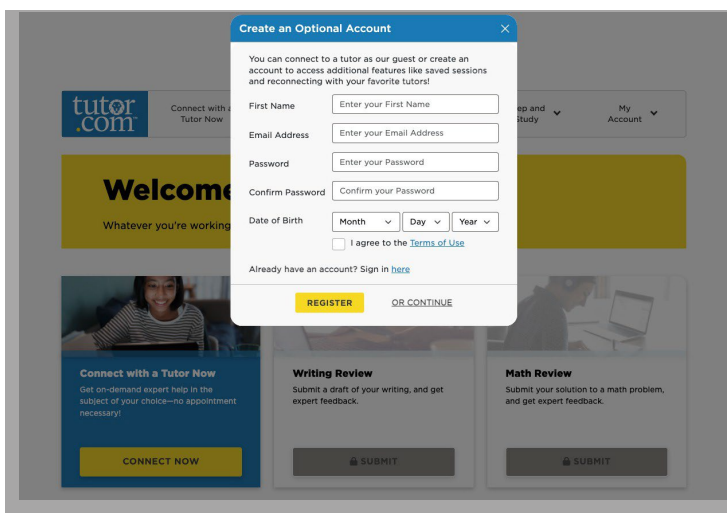 Create an Optional Account
You can connect to a tutor as our guest or create an
account to access additional features like saved sessions
and reconnecting with your favorite tutors!
First Name
Enter your First Name
Email Address
Enter your Email Address
Password
Enter your Password
Confirm Password
Confirm your Password
Date of Birth
Month
Day
Year
I agree to the Terms of Use
Already have an account? Sign in here
REGISTER
OR CONTINUE
tutor
.com
Connect with a
Tutor Now
ep and
Study
My
Account
Welcome
Whatever you're working
Connect with a Tutor Now
Get on-demand expert help in the
subject of your choice—no appointment
necessary!
CONNECT NOW
Writing Review
Submit a draft of your writing, and get
expert feedback.
SUBMIT
Math Review
Submit your solution to a math problem,
and get expert feedback.
SUBMIT